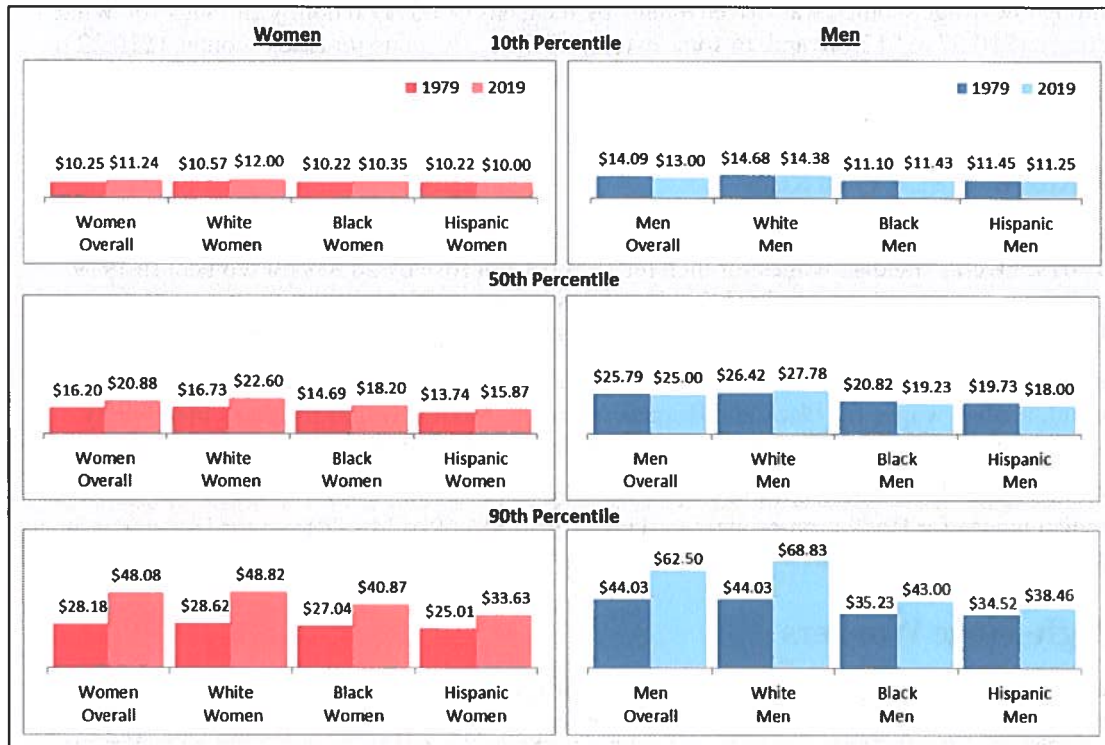 Women Men
10th Percentile
1979 2019
$10.25 $11.24 $10.57 $12.00 $10.22 $10.35 $10.22 $10.00
Women Overall White Women Black Women Hispanic Women
1979 2019
$14.09 $13.00 $14.68 $14.38 $11.10 $11.43 $11.45 $11.25
Men Overall White Men Black Men Hispanic Men
50th Percentile
$16.20 $20.88 $16.73 $22.60 $14.69 $18.20 $13.74 $15.87
Women Overall White Women Black Women Hispanic Women
$25.79 $25.00 $26.42 $27.78 $20.82 $19.23 $19.73 $18.00
Men Overall White Men Black Men Hispanic Men
90th Percentile
$28.18 $48.08 $28.62 $48.82 $27.04 $40.87 $25.01 $33.63
Women Overall White Women Black Women Hispanic Women
$44.03 $62.50 $44.03 $68.83 $35.23 $43.00 $34.52 $38.46
Men Overall White Men Black Men Hispanic Men